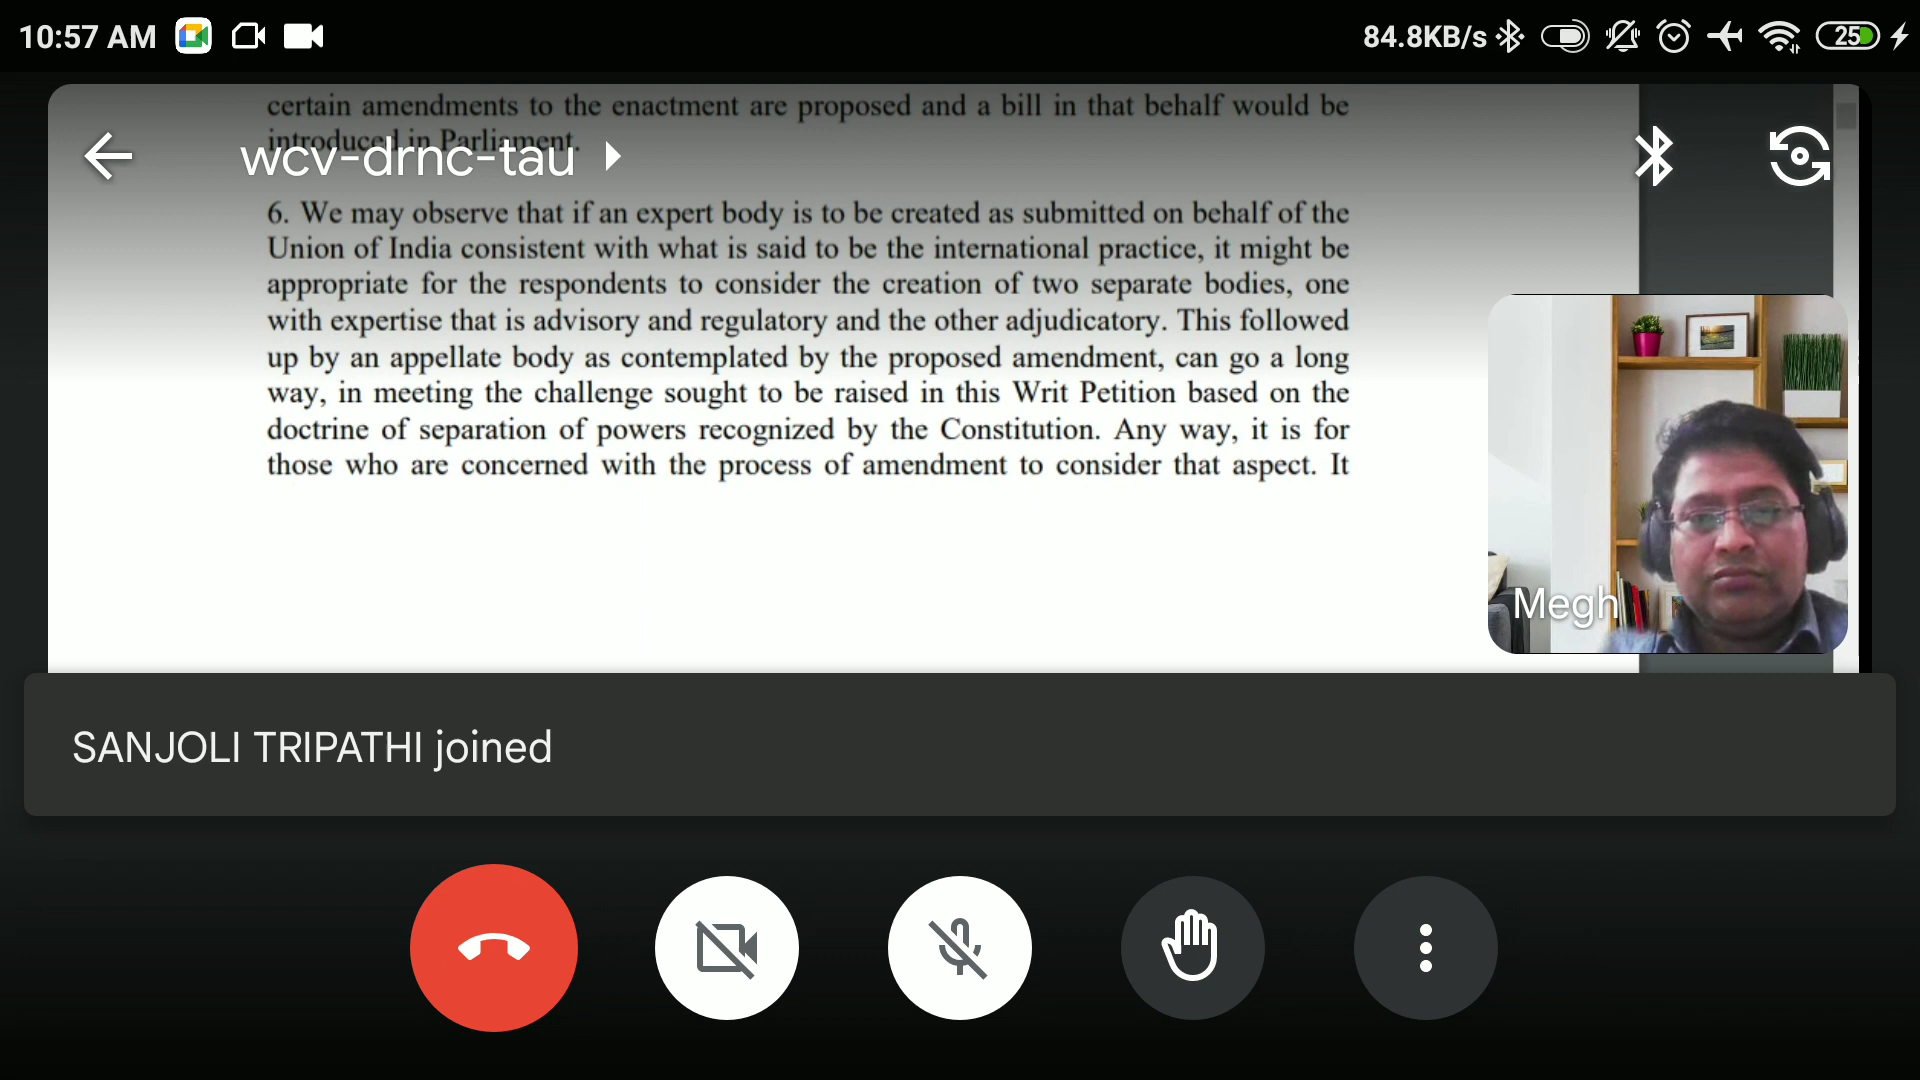 10:57 AM
84.8KB/s
25
certain amendments to the enactment are proposed and a bill in that behalf would be
introduced in Parliament.
wcv-drnc-tau
6. We may observe that if an expert body is to be created as submitted on behalf of the
Union of India consistent with what is said to be the international practice, it might be
appropriate for the respondents to consider the creation of two separate bodies, one
with expertise that is advisory and regulatory and the other adjudicatory. This followed
up by an appellate body as contemplated by the proposed amendment, can go a long
way, in meeting the challenge sought to be raised in this Writ Petition based on the
doctrine of separation of powers recognized by the Constitution. Any way, it is for
those who are concerned with the process of amendment to consider that aspect. It
Megh
SANJOLI TRIPATHI joined